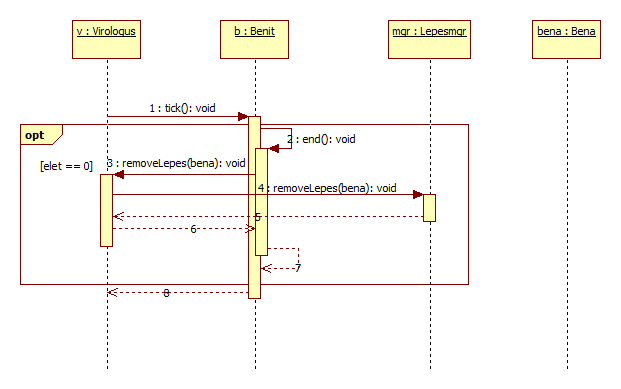 v : Virologus
b : Benit
mgr : Lepesmgr
bena : Bena
1 : tick(): void
opt
2 : end(): void
[elet == 0]
3 : removeLepes(bena): void
4 : removeLepes(bena): void
5
6
7
8